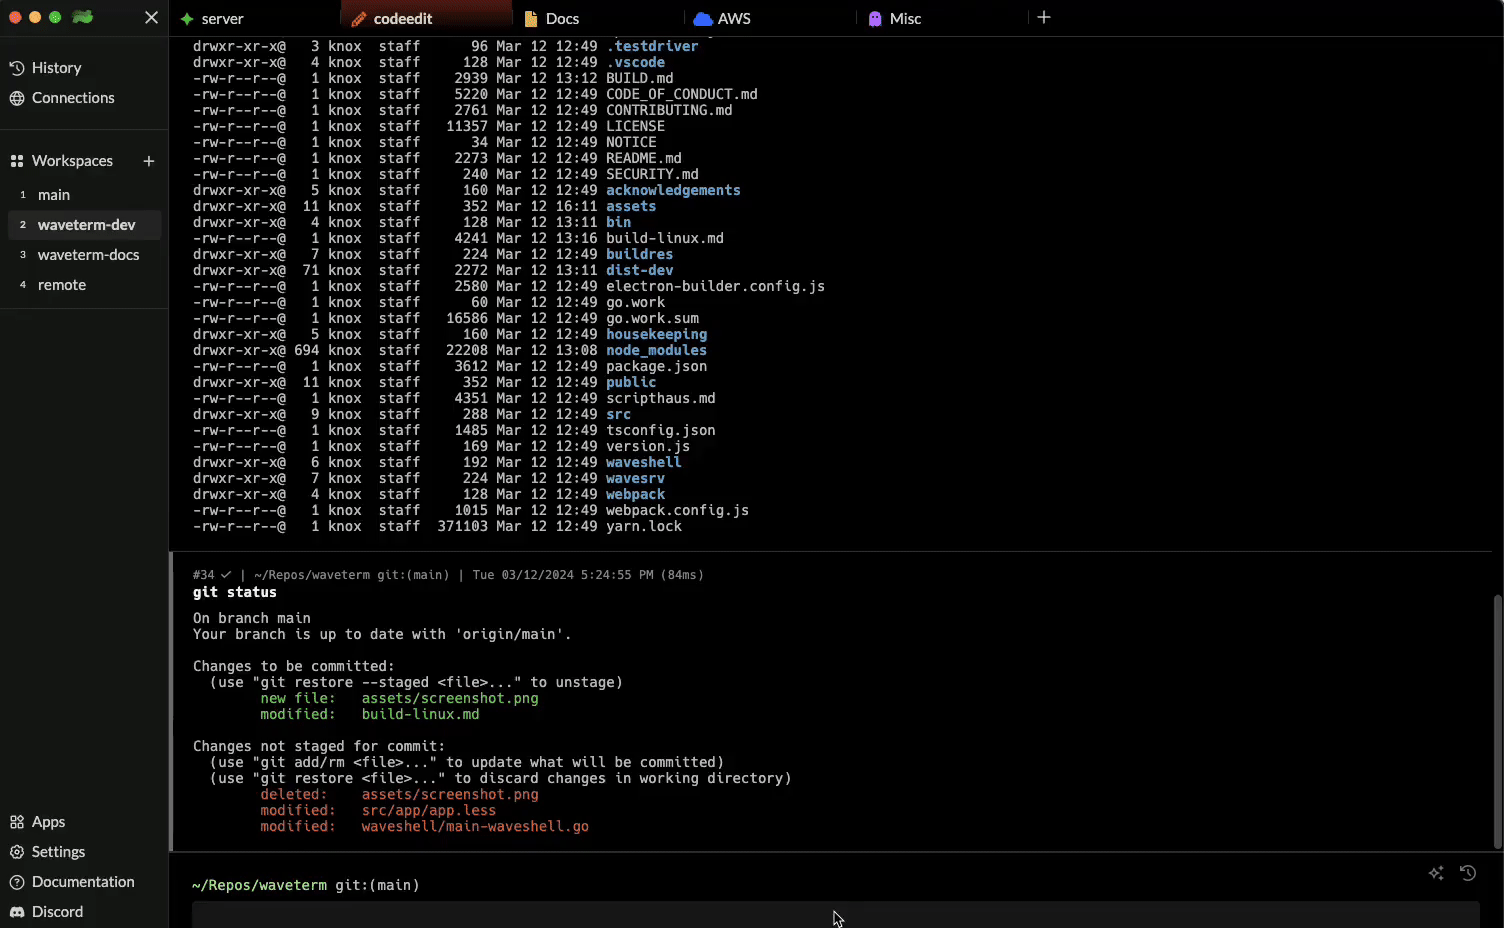 server codeedit Docs AWS Misc
History
Connections
Workspaces
1 main
2 waveterm-dev
3 waveterm-docs
4 remote
Apps
Settings
Documentation
Discord
drwxr-xr-x@ 3 knox staff 96 Mar 12 12:49 .testdriver
drwxr-xr-x@ 4 knox staff 128 Mar 12 12:49 .vscode
-rw-r--r--@ 1 knox staff 2939 Mar 12 13:12 BUILD.md
-rw-r--r--@ 1 knox staff 5220 Mar 12 12:49 CODE_OF_CONDUCT.md
-rw-r--r--@ 1 knox staff 2761 Mar 12 12:49 CONTRIBUTING.md
-rw-r--r--@ 1 knox staff 11357 Mar 12 12:49 LICENSE
-rw-r--r--@ 1 knox staff 34 Mar 12 12:49 NOTICE
-rw-r--r--@ 1 knox staff 2273 Mar 12 12:49 README.md
-rw-r--r--@ 1 knox staff 240 Mar 12 12:49 SECURITY.md
drwxr-xr-x@ 5 knox staff 160 Mar 12 12:49 acknowledgements
drwxr-xr-x@ 11 knox staff 352 Mar 12 16:11 assets
drwxr-xr-x@ 4 knox staff 128 Mar 12 13:11 bin
-rw-r--r--@ 1 knox staff 4241 Mar 12 13:16 build-linux.md
drwxr-xr-x@ 7 knox staff 224 Mar 12 12:49 buildres
drwxr-xr-x@ 71 knox staff 2272 Mar 12 13:11 dist-dev
-rw-r--r--@ 1 knox staff 2580 Mar 12 12:49 electron-builder.config.js
-rw-r--r--@ 1 knox staff 60 Mar 12 12:49 go.work
-rw-r--r--@ 1 knox staff 16586 Mar 12 12:49 go.work.sum
drwxr-xr-x@ 5 knox staff 160 Mar 12 12:49 housekeeping
drwxr-xr-x@ 694 knox staff 22208 Mar 12 13:08 node_modules
-rw-r--r--@ 1 knox staff 3612 Mar 12 12:49 package.json
drwxr-xr-x@ 11 knox staff 352 Mar 12 12:49 public
-rw-r--r--@ 1 knox staff 4351 Mar 12 12:49 scripthaus.md
drwxr-xr-x@ 9 knox staff 288 Mar 12 12:49 src
-rw-r--r--@ 1 knox staff 1485 Mar 12 12:49 tsconfig.json
-rw-r--r--@ 1 knox staff 169 Mar 12 12:49 version.js
drwxr-xr-x@ 6 knox staff 192 Mar 12 12:49 waveshell
drwxr-xr-x@ 7 knox staff 224 Mar 12 12:49 wavesrv
drwxr-xr-x@ 4 knox staff 128 Mar 12 12:49 webpack
-rw-r--r--@ 1 knox staff 1015 Mar 12 12:49 webpack.config.js
-rw-r--r--@ 1 knox staff 371103 Mar 12 12:49 yarn.lock
#34 ✓ | ~/Repos/waveterm git:(main) | Tue 03/12/2024 5:24:55 PM (84ms)
git status
On branch main
Your branch is up to date with 'origin/main'.
Changes to be committed:
(use "git restore --staged <file>..." to unstage)
new file: assets/screenshot.png
modified: build-linux.md
Changes not staged for commit:
(use "git add/rm <file>..." to update what will be committed)
(use "git restore <file>..." to discard changes in working directory)
deleted: assets/screenshot.png
modified: src/app/app.less
modified: waveshell/main-waveshell.go
~/Repos/waveterm git:(main)